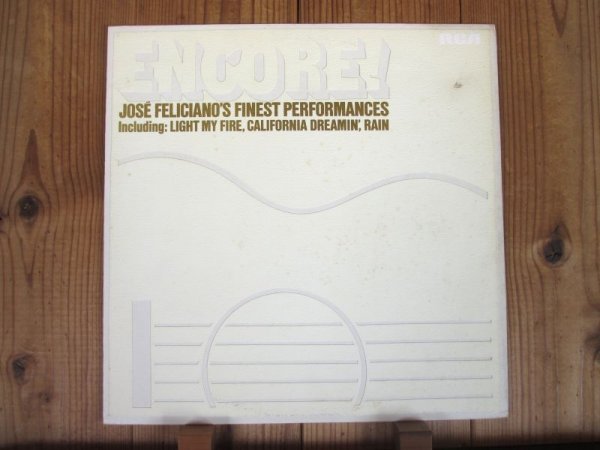 ENCORE!
RCA
JOSÉ FELICIANO'S FINEST PERFORMANCES
Including: LIGHT MY FIRE, CALIFORNIA DREAMIN', RAIN